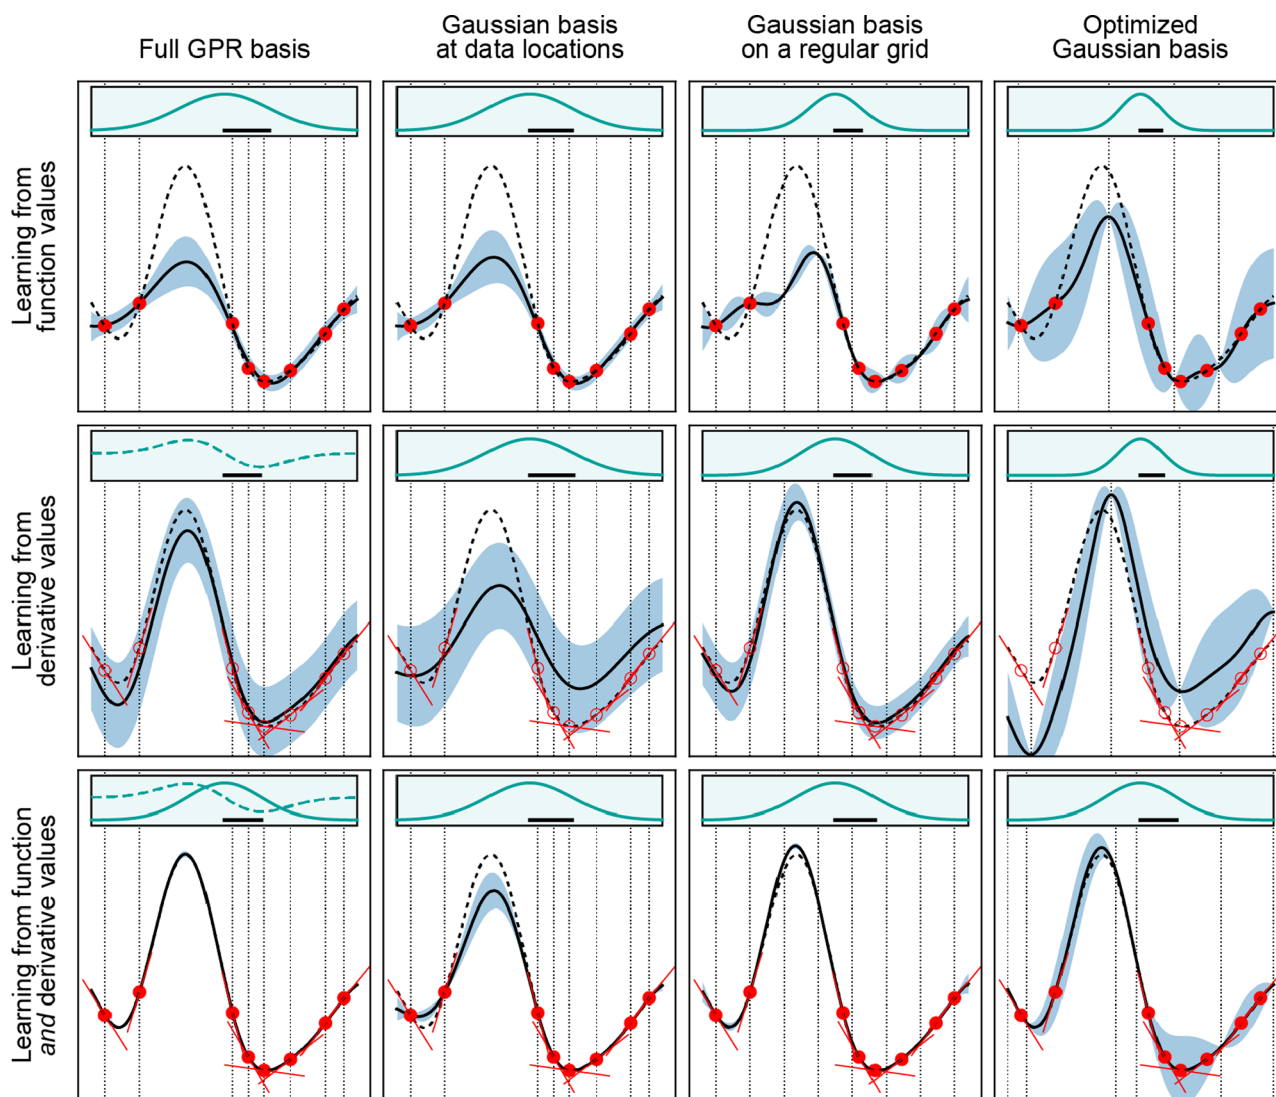 Full GPR basis
Gaussian basis
at data locations
Gaussian basis
on a regular grid
Optimized
Gaussian basis
Learning from
function values
Learning from
derivative values
Learning from function
and derivative values